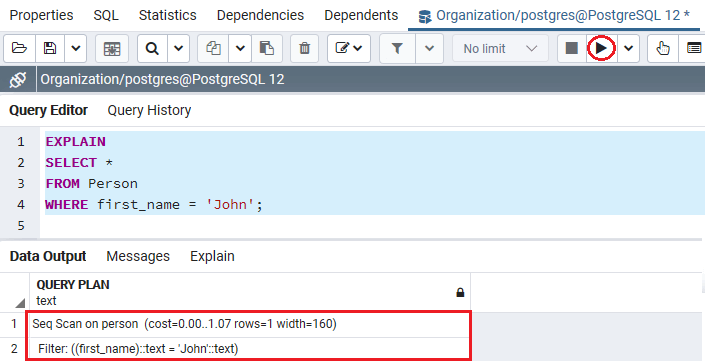 Properties SQL Statistics Dependencies Dependents Organization/postgres@PostgreSQL 12 *
No limit
Organization/postgres@PostgreSQL 12
Query Editor Query History
1 EXPLAIN
2 SELECT *
3 FROM Person
4 WHERE first_name = 'John';
5
Data Output Messages Explain
QUERY PLAN
text
1 Seq Scan on person (cost=0.00..1.07 rows=1 width=160)
2 Filter: ((first_name)::text = 'John'::text)